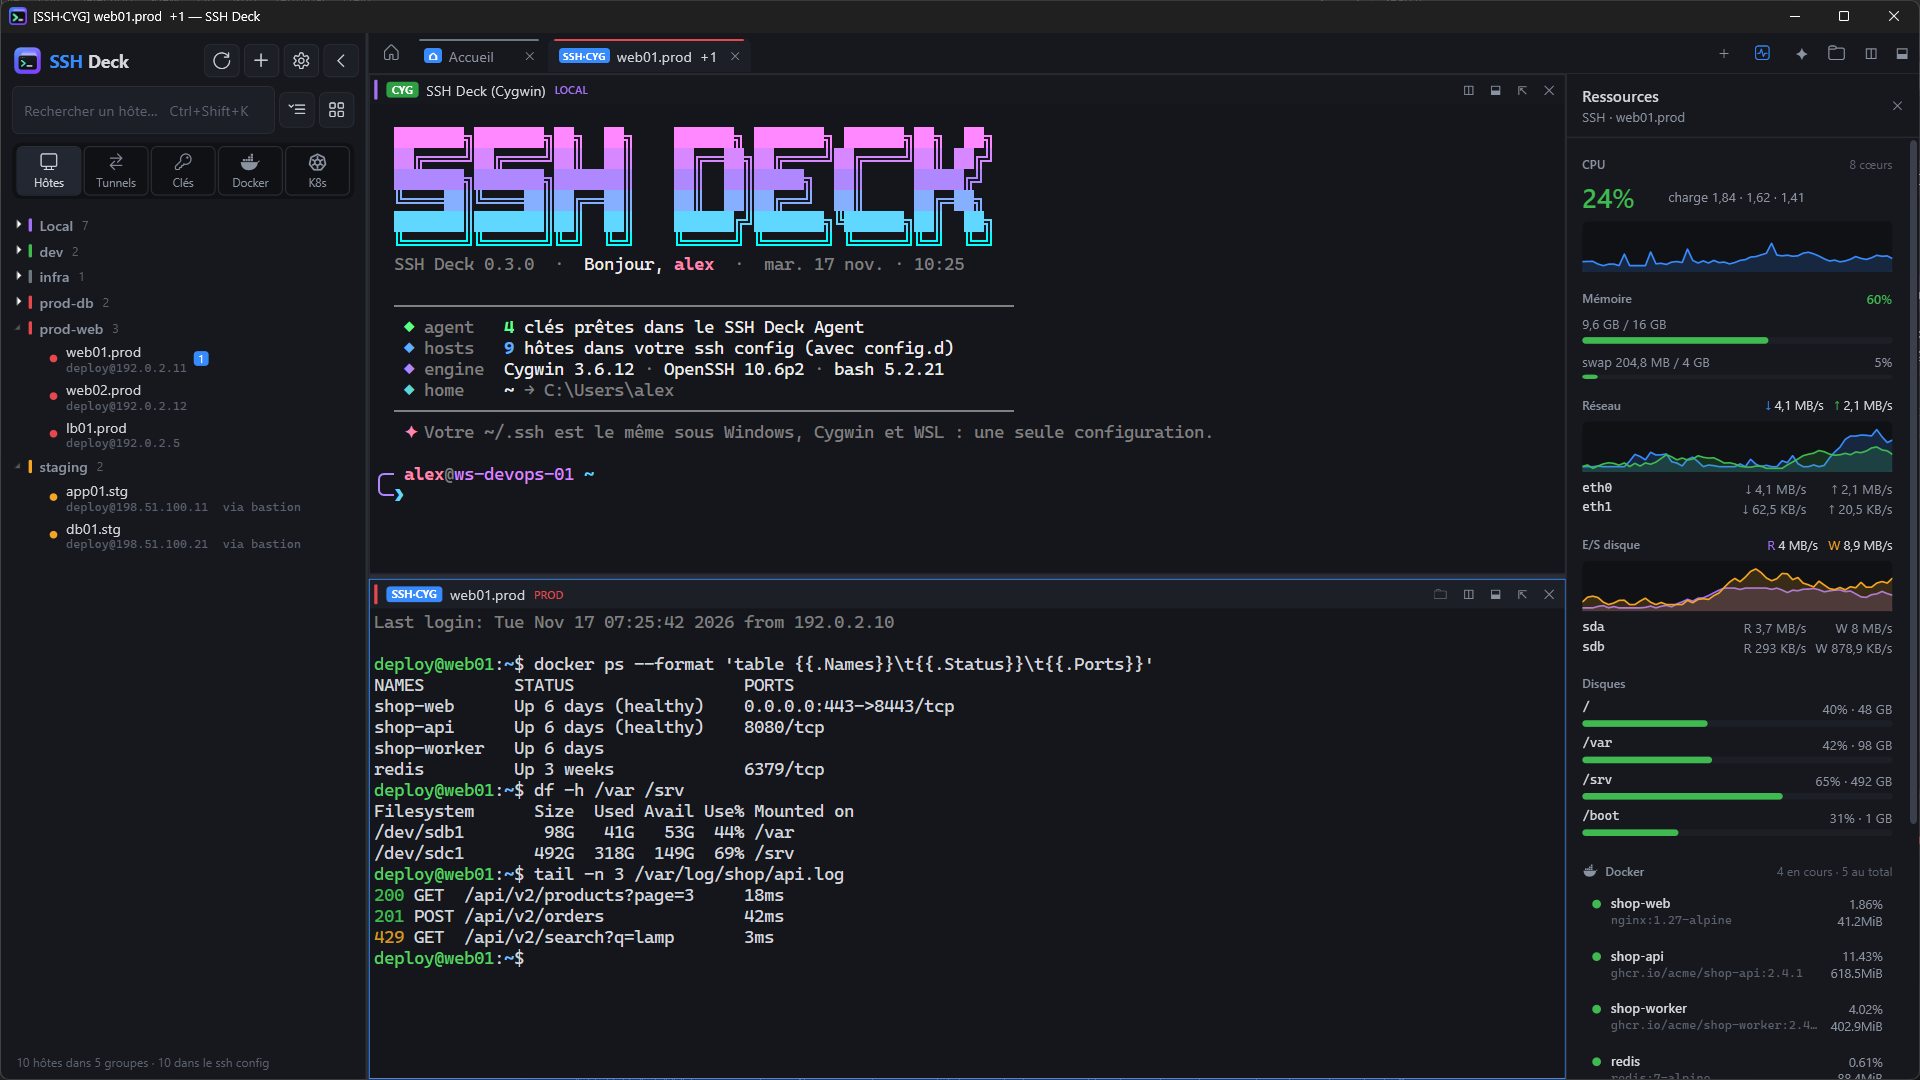 [SSH·CYG] web01.prod +1 — SSH Deck
SSH Deck
Rechercher un hôte... Ctrl+Shift+K
Hôtes
Tunnels
Clés
Docker
K8s
Local 7
dev 2
infra 1
prod-db 2
prod-web 3
web01.prod 1
deploy@192.0.2.11
web02.prod
deploy@192.0.2.12
lb01.prod
deploy@192.0.2.5
staging 2
app01.stg
deploy@198.51.100.11 via bastion
db01.stg
deploy@198.51.100.21 via bastion
10 hôtes dans 5 groupes · 10 dans le ssh config
Accueil
SSH·CYG web01.prod +1
CYG SSH Deck (Cygwin) LOCAL
SSH DECK
SSH Deck 0.3.0 · Bonjour, alex · mar. 17 nov. · 10:25
agent 4 clés prêtes dans le SSH Deck Agent
hosts 9 hôtes dans votre ssh config (avec config.d)
engine Cygwin 3.6.12 · OpenSSH 10.6p2 · bash 5.2.21
home ~ → C:\Users\alex
Votre ~/.ssh est le même sous Windows, Cygwin et WSL : une seule configuration.
alex@ws-devops-01 ~
❯
SSH·CYG web01.prod PROD
Last login: Tue Nov 17 07:25:42 2026 from 192.0.2.10
deploy@web01:~$ docker ps --format 'table {{.Names}}\t{{.Status}}\t{{.Ports}}'
NAMES STATUS PORTS
shop-web Up 6 days (healthy) 0.0.0.0:443->8443/tcp
shop-api Up 6 days (healthy) 8080/tcp
shop-worker Up 6 days
redis Up 3 weeks 6379/tcp
deploy@web01:~$ df -h /var /srv
Filesystem Size Used Avail Use% Mounted on
/dev/sdb1 98G 41G 53G 44% /var
/dev/sdc1 492G 318G 149G 69% /srv
deploy@web01:~$ tail -n 3 /var/log/shop/api.log
200 GET /api/v2/products?page=3 18ms
201 POST /api/v2/orders 42ms
429 GET /api/v2/search?q=lamp 3ms
deploy@web01:~$
Ressources
SSH · web01.prod
CPU 8 cœurs
24% charge 1,84 · 1,62 · 1,41
Mémoire 60%
9,6 GB / 16 GB
swap 204,8 MB / 4 GB 5%
Réseau ↓ 4,1 MB/s ↑ 2,1 MB/s
eth0 ↓ 4,1 MB/s ↑ 2,1 MB/s
eth1 ↓ 62,5 KB/s ↑ 20,5 KB/s
E/S disque R 4 MB/s W 8,9 MB/s
sda R 3,7 MB/s W 8 MB/s
sdb R 293 KB/s W 878,9 KB/s
Disques
/ 40% · 48 GB
/var 42% · 98 GB
/srv 65% · 492 GB
/boot 31% · 1 GB
Docker 4 en cours · 5 au total
shop-web 1.86%
nginx:1.27-alpine 41.2MiB
shop-api 11.43%
ghcr.io/acme/shop-api:2.4.1 618.5MiB
shop-worker 4.02%
ghcr.io/acme/shop-worker:2.4... 402.9MiB
redis 0.61%
redis:7-alpine 88.4MiB